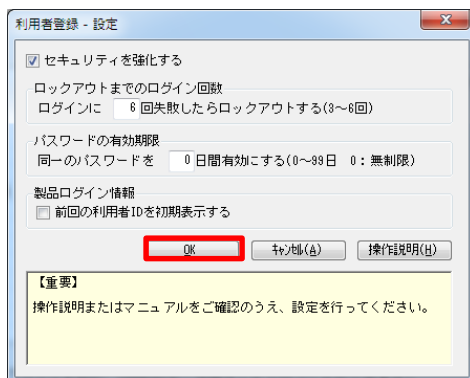 利用者登録 - 設定
セキュリティを強化する
ロックアウトまでのログイン回数
ログインに 6 回失敗したらロックアウトする(3～6回)
パスワードの有効期限
同一のパスワードを 0 日間有効にする(0～99日 0：無制限)
製品ログイン情報
前回の利用者IDを初期表示する
OK ｷｬﾝｾﾙ(A) 操作説明(H)
【重要】
操作説明またはマニュアルをご確認のうえ、設定を行ってください。